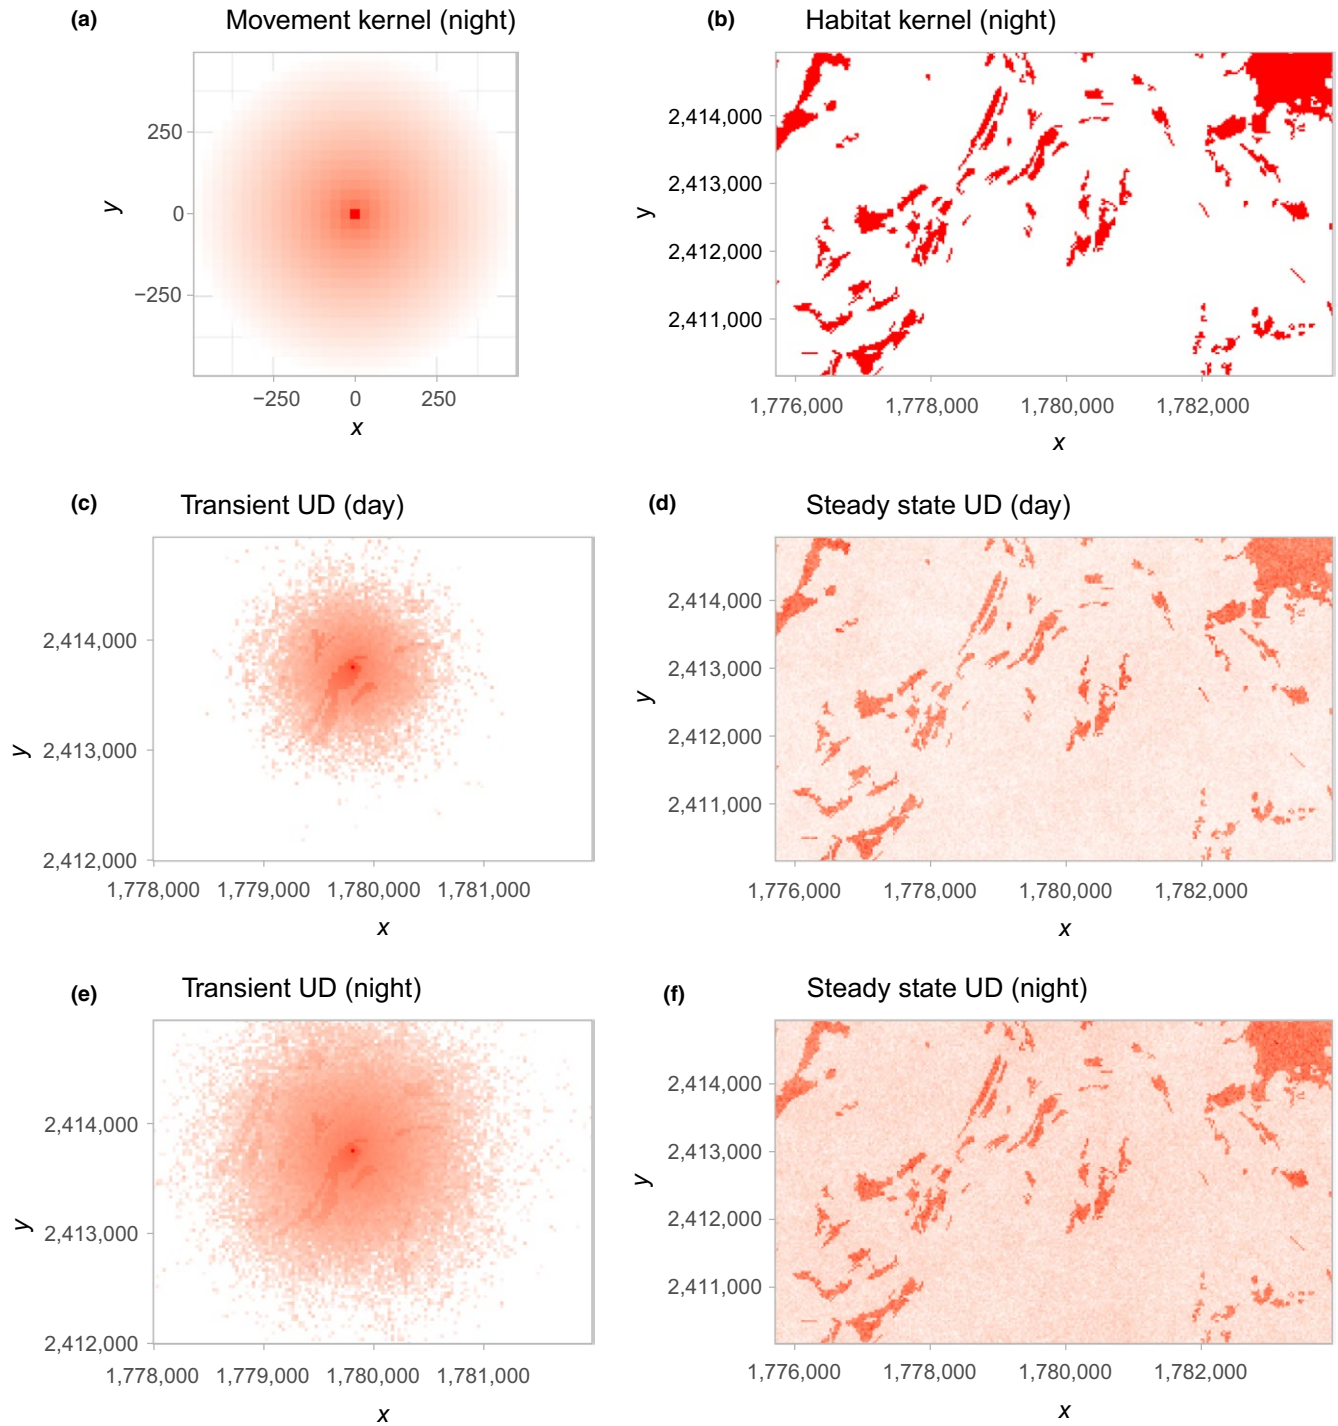 (a) Movement kernel (night)
250
0
−250
y
−250 0 250
x
(b) Habitat kernel (night)
2,414,000
2,413,000
2,412,000
2,411,000
y
1,776,000 1,778,000 1,780,000 1,782,000
x
(c) Transient UD (day)
2,414,000
2,413,000
2,412,000
y
1,778,000 1,779,000 1,780,000 1,781,000
x
(d) Steady state UD (day)
2,414,000
2,413,000
2,412,000
2,411,000
y
1,776,000 1,778,000 1,780,000 1,782,000
x
(e) Transient UD (night)
2,414,000
2,413,000
2,412,000
y
1,778,000 1,779,000 1,780,000 1,781,000
x
(f) Steady state UD (night)
2,414,000
2,413,000
2,412,000
2,411,000
y
1,776,000 1,778,000 1,780,000 1,782,000
x